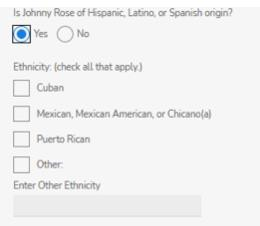 Is Johnny Rose of Hispanic, Latino, or Spanish origin?
Yes No
Ethnicity: (check all that apply.)
Cuban
Mexican, Mexican American, or Chicano(a)
Puerto Rican
Other:
Enter Other Ethnicity